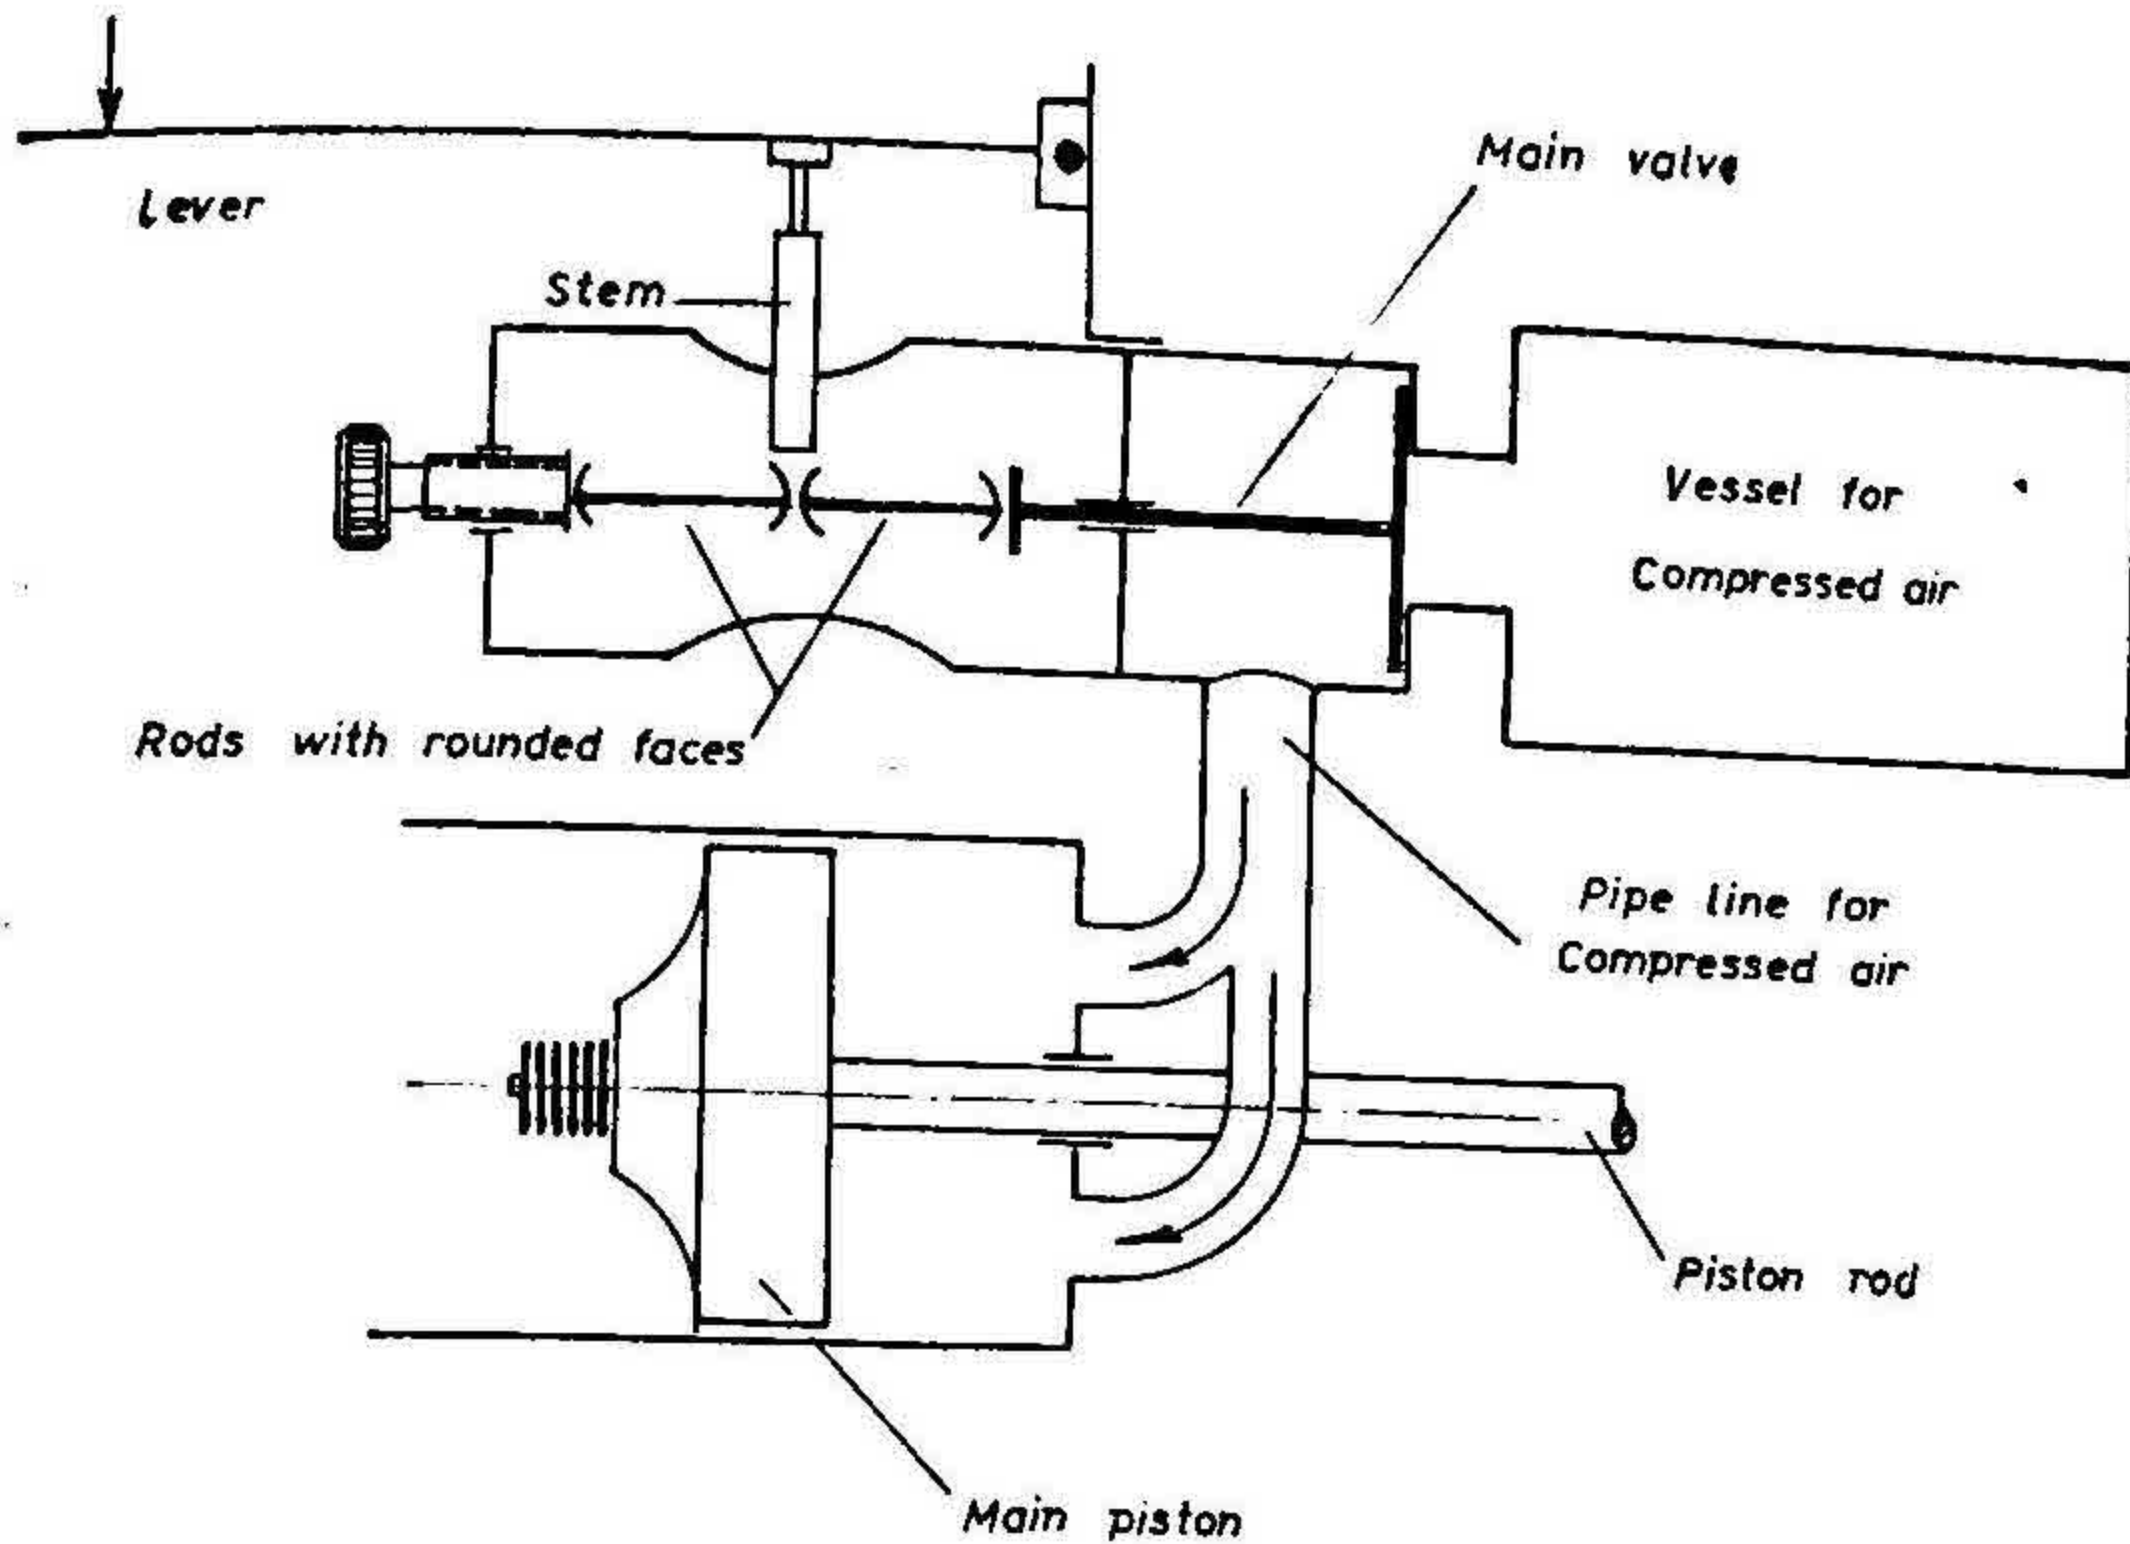 Main valve
Lever
Stem
Vessel for
Compressed air
Rods with rounded faces
Pipe line for
Compressed air
Piston rod
Main piston